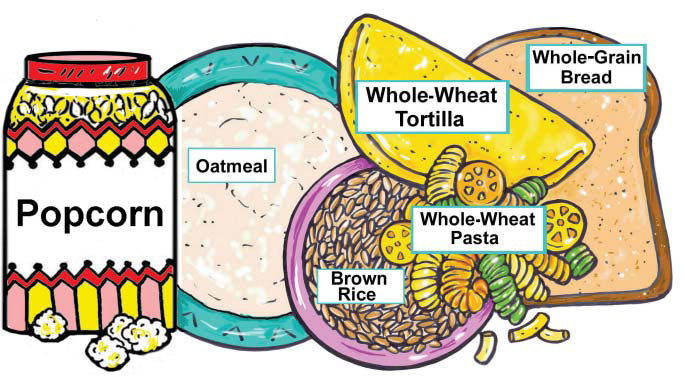 Popcorn
Oatmeal
Whole-Wheat
Tortilla
Whole-Grain
Bread
Whole-Wheat
Pasta
Brown
Rice